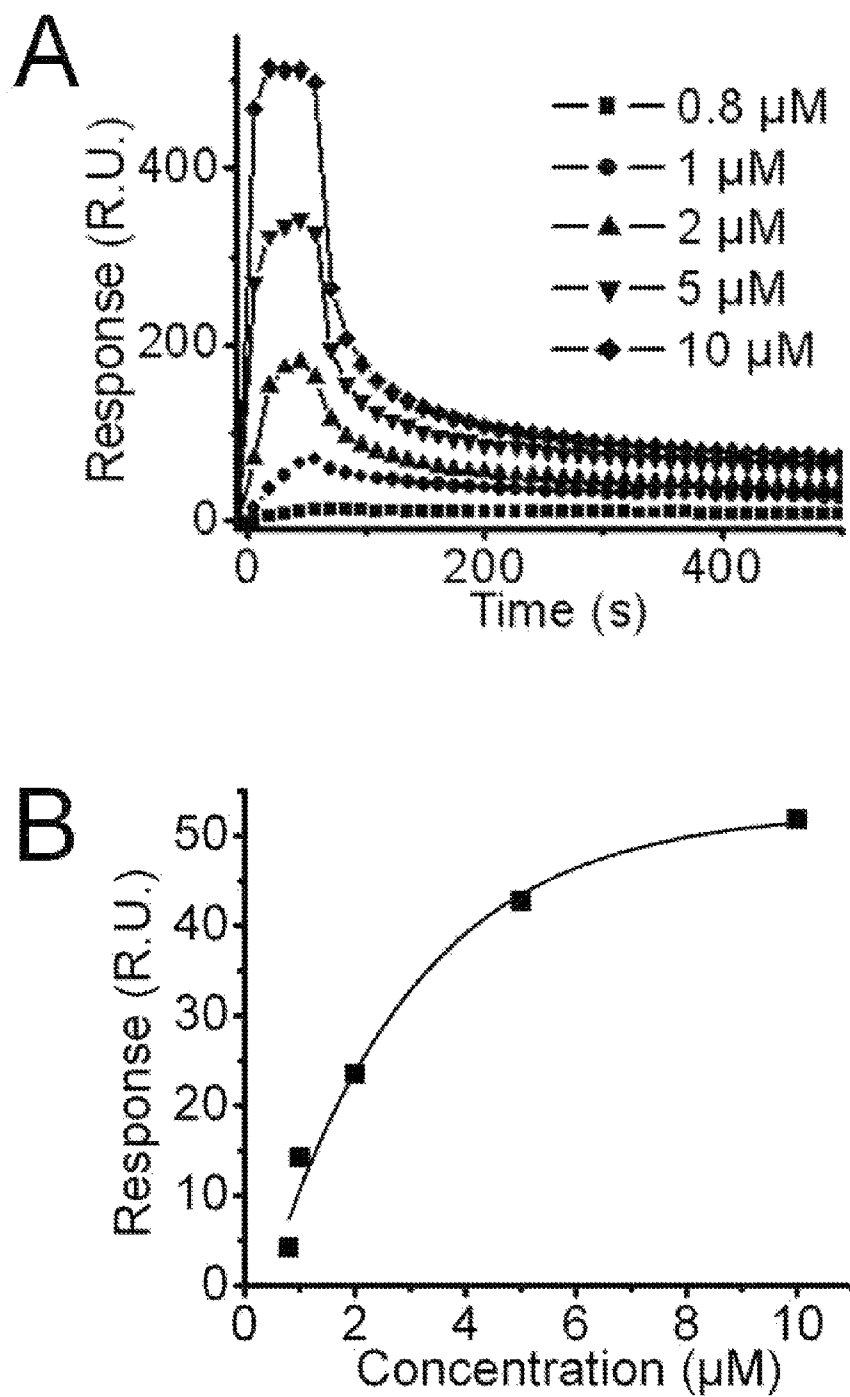 A
Response (R.U.)
400
200
0
0.8 µM
1 µM
2 µM
5 µM
10 µM
0 200 400
Time (s)
B
Response (R.U.)
50
40
30
20
10
0
0 2 4 6 8 10
Concentration (µM)